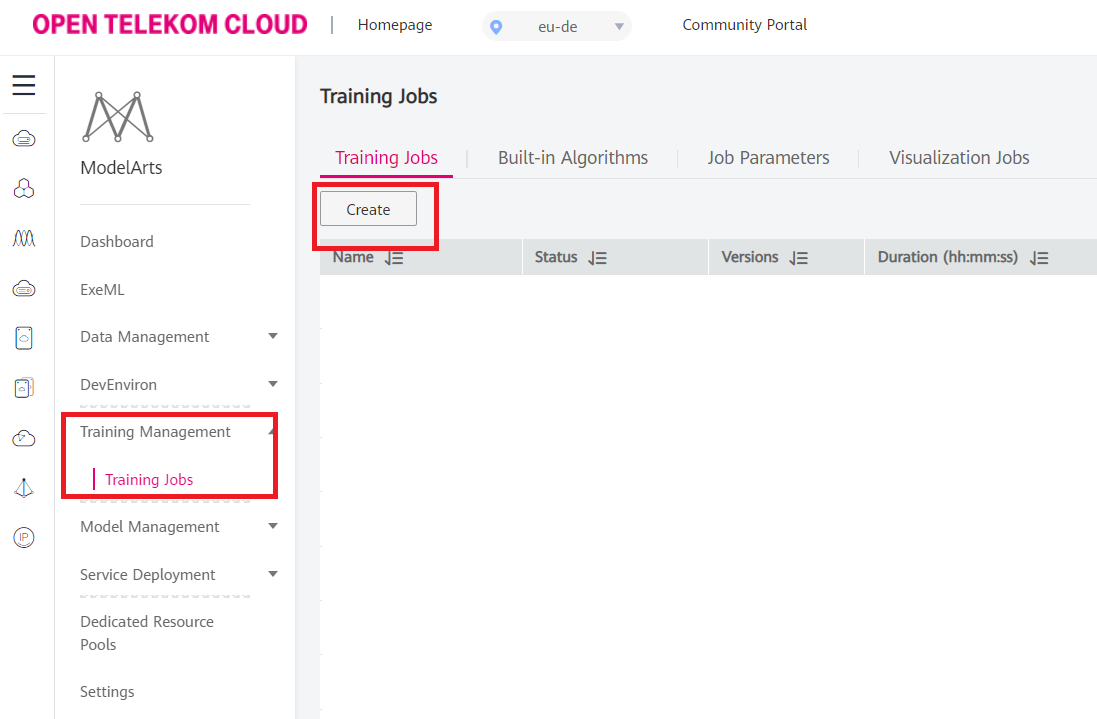 OPEN TELEKOM CLOUD | Homepage eu-de Community Portal
ModelArts
Dashboard
ExeML
Data Management
DevEnviron
Training Management
Training Jobs
Model Management
Service Deployment
Dedicated Resource
Pools
Settings
IP
Training Jobs
Training Jobs Built-in Algorithms Job Parameters Visualization Jobs
Create
Name Status Versions Duration (hh:mm:ss)